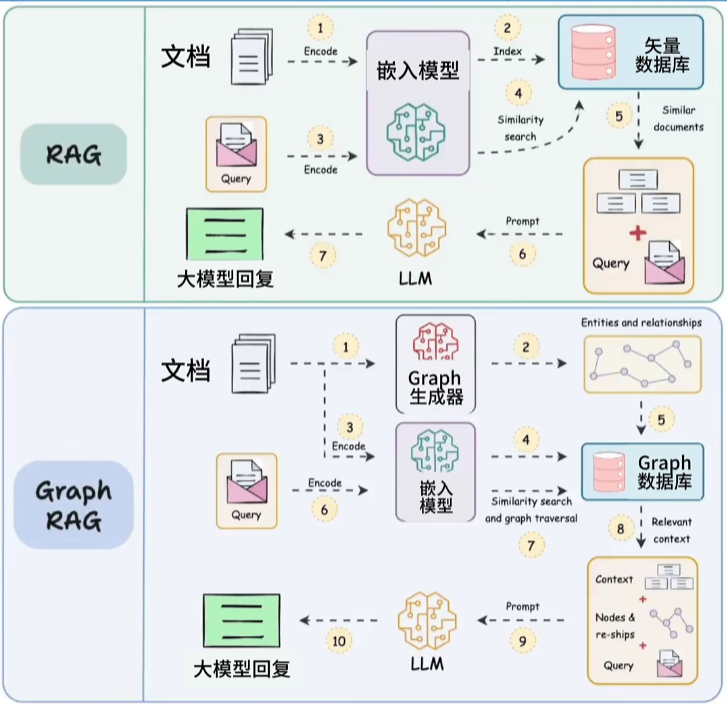 RAG
文档
1
Encode
嵌入模型
2
Index
矢量
数据库
3
Encode
Query
4
Similarity
search
5
Similar
documents
Query
6
Prompt
LLM
7
大模型回复
Graph
RAG
文档
1
Graph
生成器
2
Entities and relationships
3
Encode
嵌入
模型
4
5
Graph
数据库
Query
Encode
6
Similarity search
and graph traversal
7
8
Relevant
context
Context
+
Nodes &
re-ships
+
Query
Prompt
9
LLM
10
大模型回复